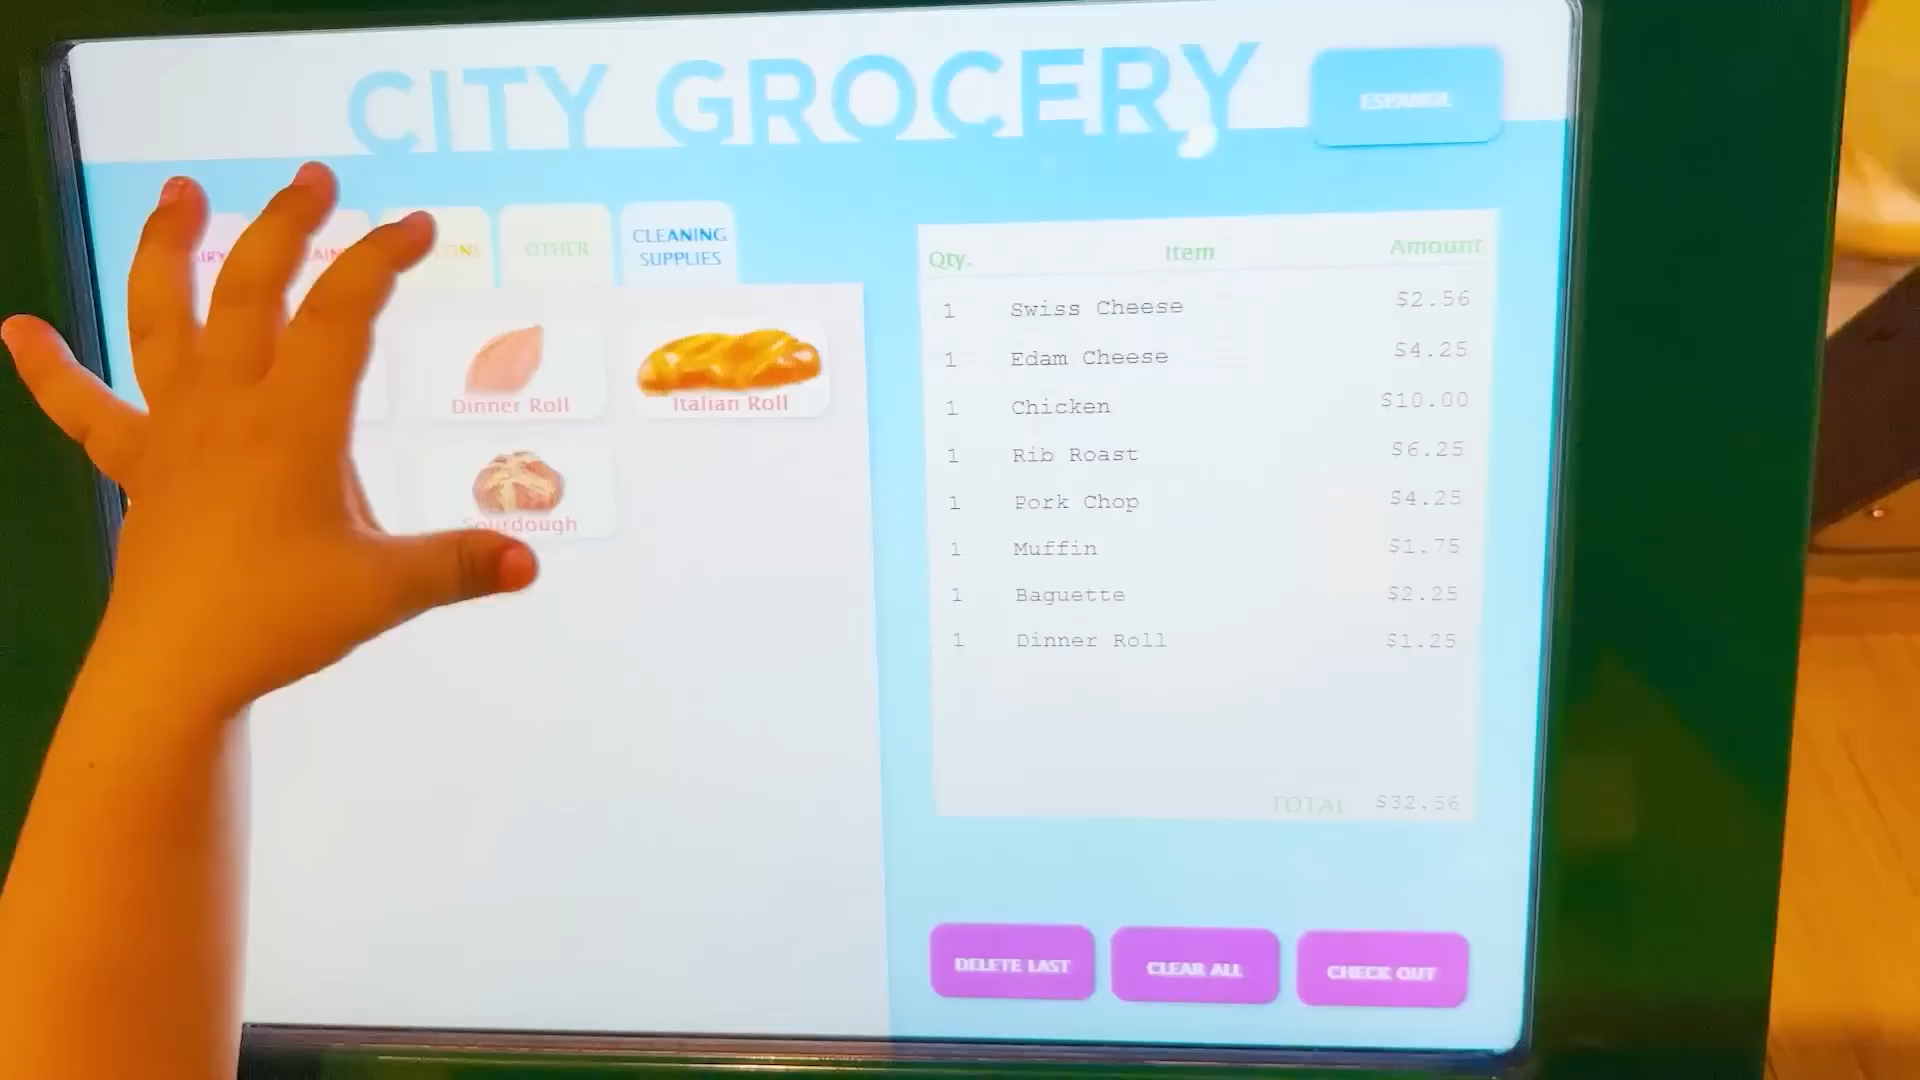 CITY GROCERY
ESPANOL
OTHER
CLEANING
SUPPLIES
Dinner Roll
Italian Roll
Sourdough
Qty. Item Amount
1 Swiss Cheese $2.56
1 Edam Cheese $4.25
1 Chicken $10.00
1 Rib Roast $6.25
1 Pork Chop $4.25
1 Muffin $1.75
1 Baguette $2.25
1 Dinner Roll $1.25
TOTAL $32.56
DELETE LAST
CLEAR ALL
CHECK OUT